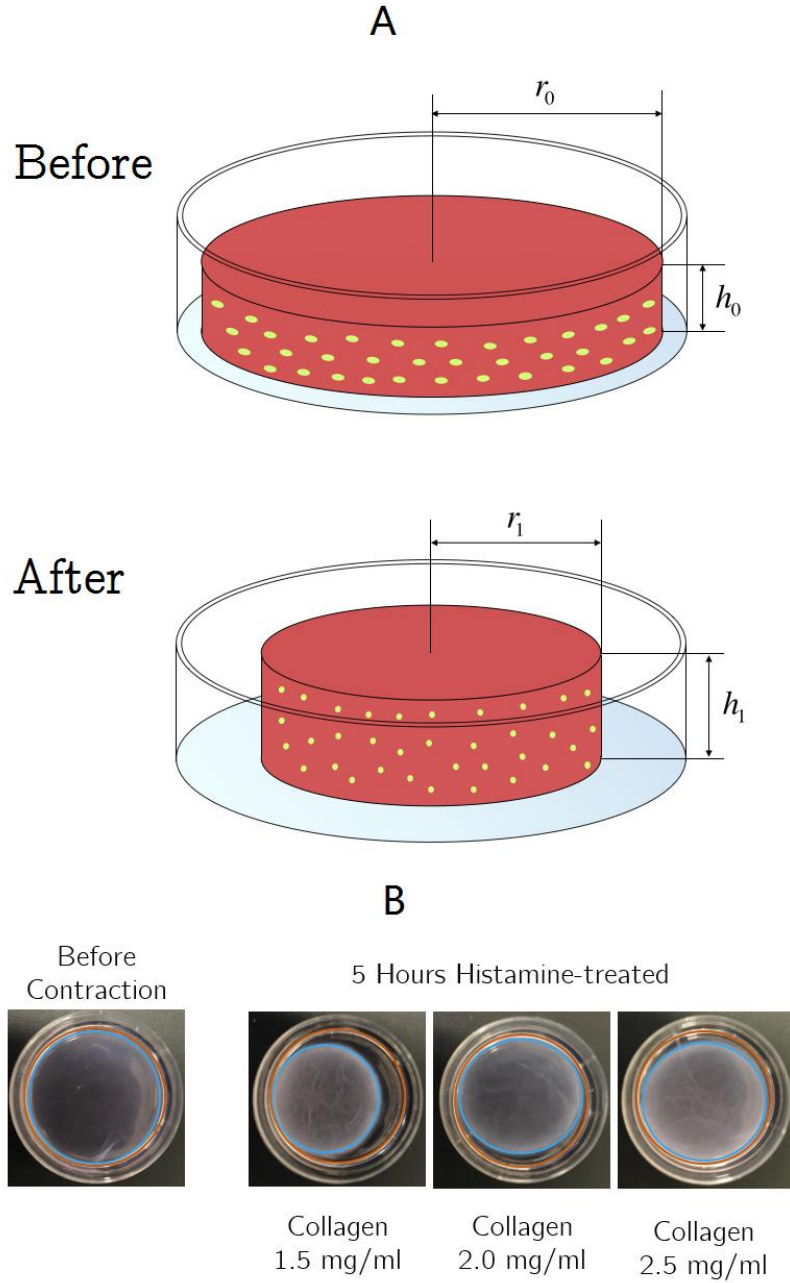 A
r₀
Before
h₀
r₁
After
h₁
B
Before
Contraction
5 Hours Histamine-treated
Collagen
1.5 mg/ml
Collagen
2.0 mg/ml
Collagen
2.5 mg/ml